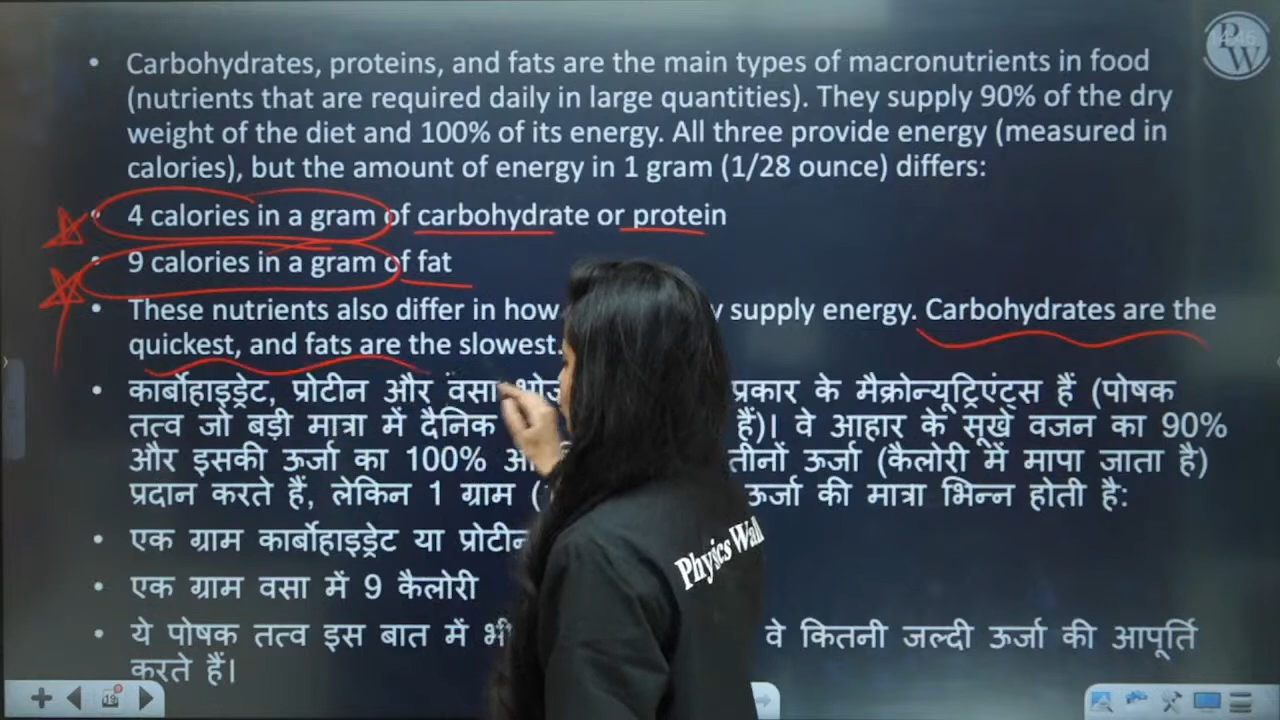 Carbohydrates, proteins, and fats are the main types of macronutrients in food
(nutrients that are required daily in large quantities). They supply 90% of the dry
weight of the diet and 100% of its energy. All three provide energy (measured in
calories), but the amount of energy in 1 gram (1/28 ounce) differs:
4 calories in a gram of carbohydrate or protein
9 calories in a gram of fat
These nutrients also differ in how supply energy. Carbohydrates are the
quickest, and fats are the slowest.
कार्बोहाइड्रेट, प्रोटीन और वसा प्रकार के मैक्रोन्यूट्रिएंट्स हैं (पोषक
तत्व जो बड़ी मात्रा में दैनिक हैं)। वे आहार के सूखे वजन का 90%
और इसकी ऊर्जा का 100% तीनों ऊर्जा (कैलोरी में मापा जाता है)
प्रदान करते हैं, लेकिन 1 ग्राम ( ऊर्जा की मात्रा भिन्न होती है:
एक ग्राम कार्बोहाइड्रेट या प्रोटीन
एक ग्राम वसा में 9 कैलोरी
ये पोषक तत्व इस बात में वे कितनी जल्दी ऊर्जा की आपूर्ति
करते हैं।
PW
Physics Wall
19